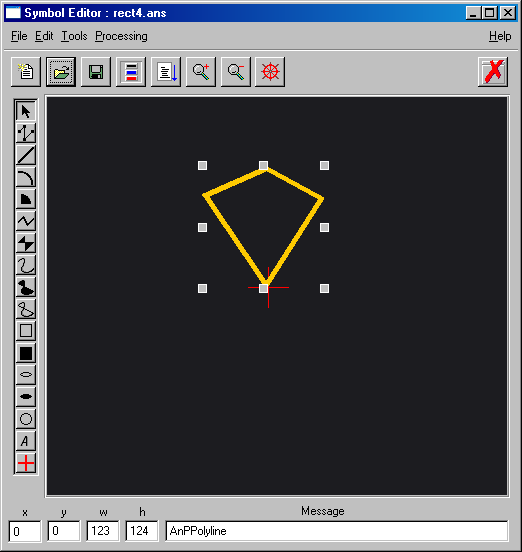 Symbol Editor : rect4.ans
File Edit Tools Processing Help
A
x y w h Message
0 0 123 124 AnPPolyline